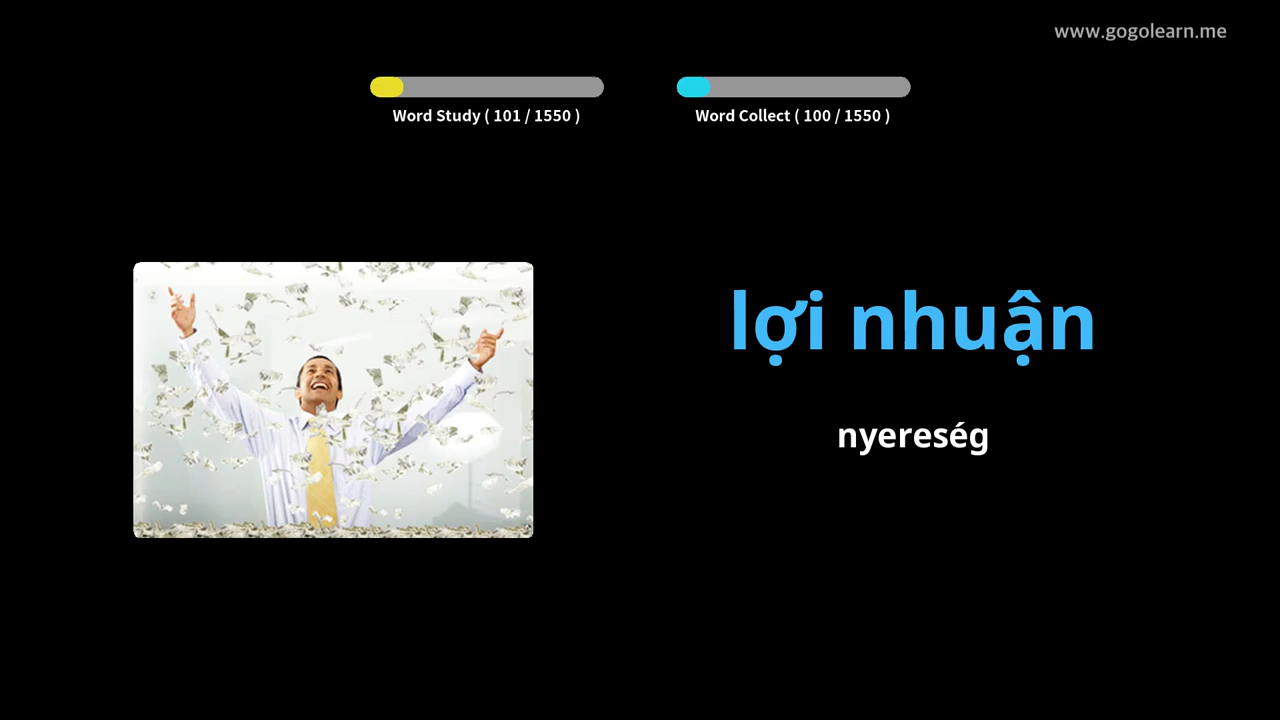 www.gogolearn.me
Word Study ( 101 / 1550 )
Word Collect ( 100 / 1550 )
lợi nhuận
nyereség